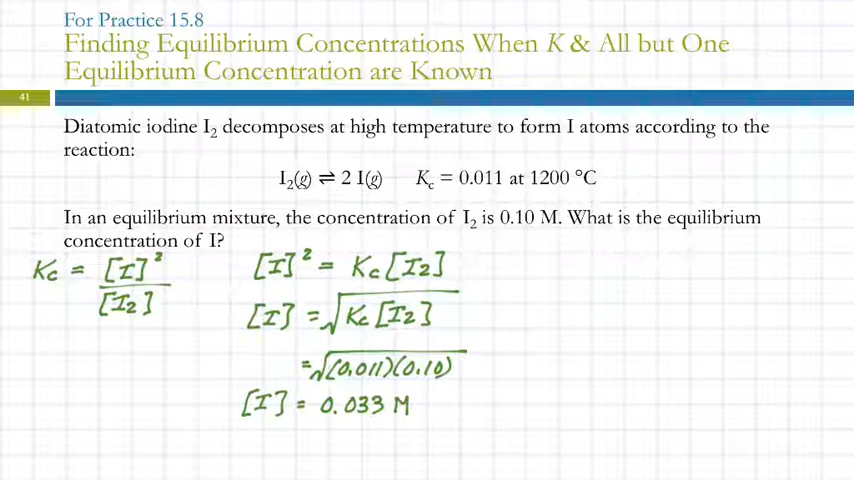 For Practice 15.8
Finding Equilibrium Concentrations When K & All but One
Equilibrium Concentration are Known
41
Diatomic iodine I₂ decomposes at high temperature to form I atoms according to the
reaction:
I₂(g) ⇌ 2 I(g) K_c = 0.011 at 1200 °C
In an equilibrium mixture, the concentration of I₂ is 0.10 M. What is the equilibrium
concentration of I?
Kc = [I]² / [I₂]
[I]² = Kc [I₂]
[I] = √Kc [I₂]
= √(0.011)(0.10)
[I] = 0.033 M